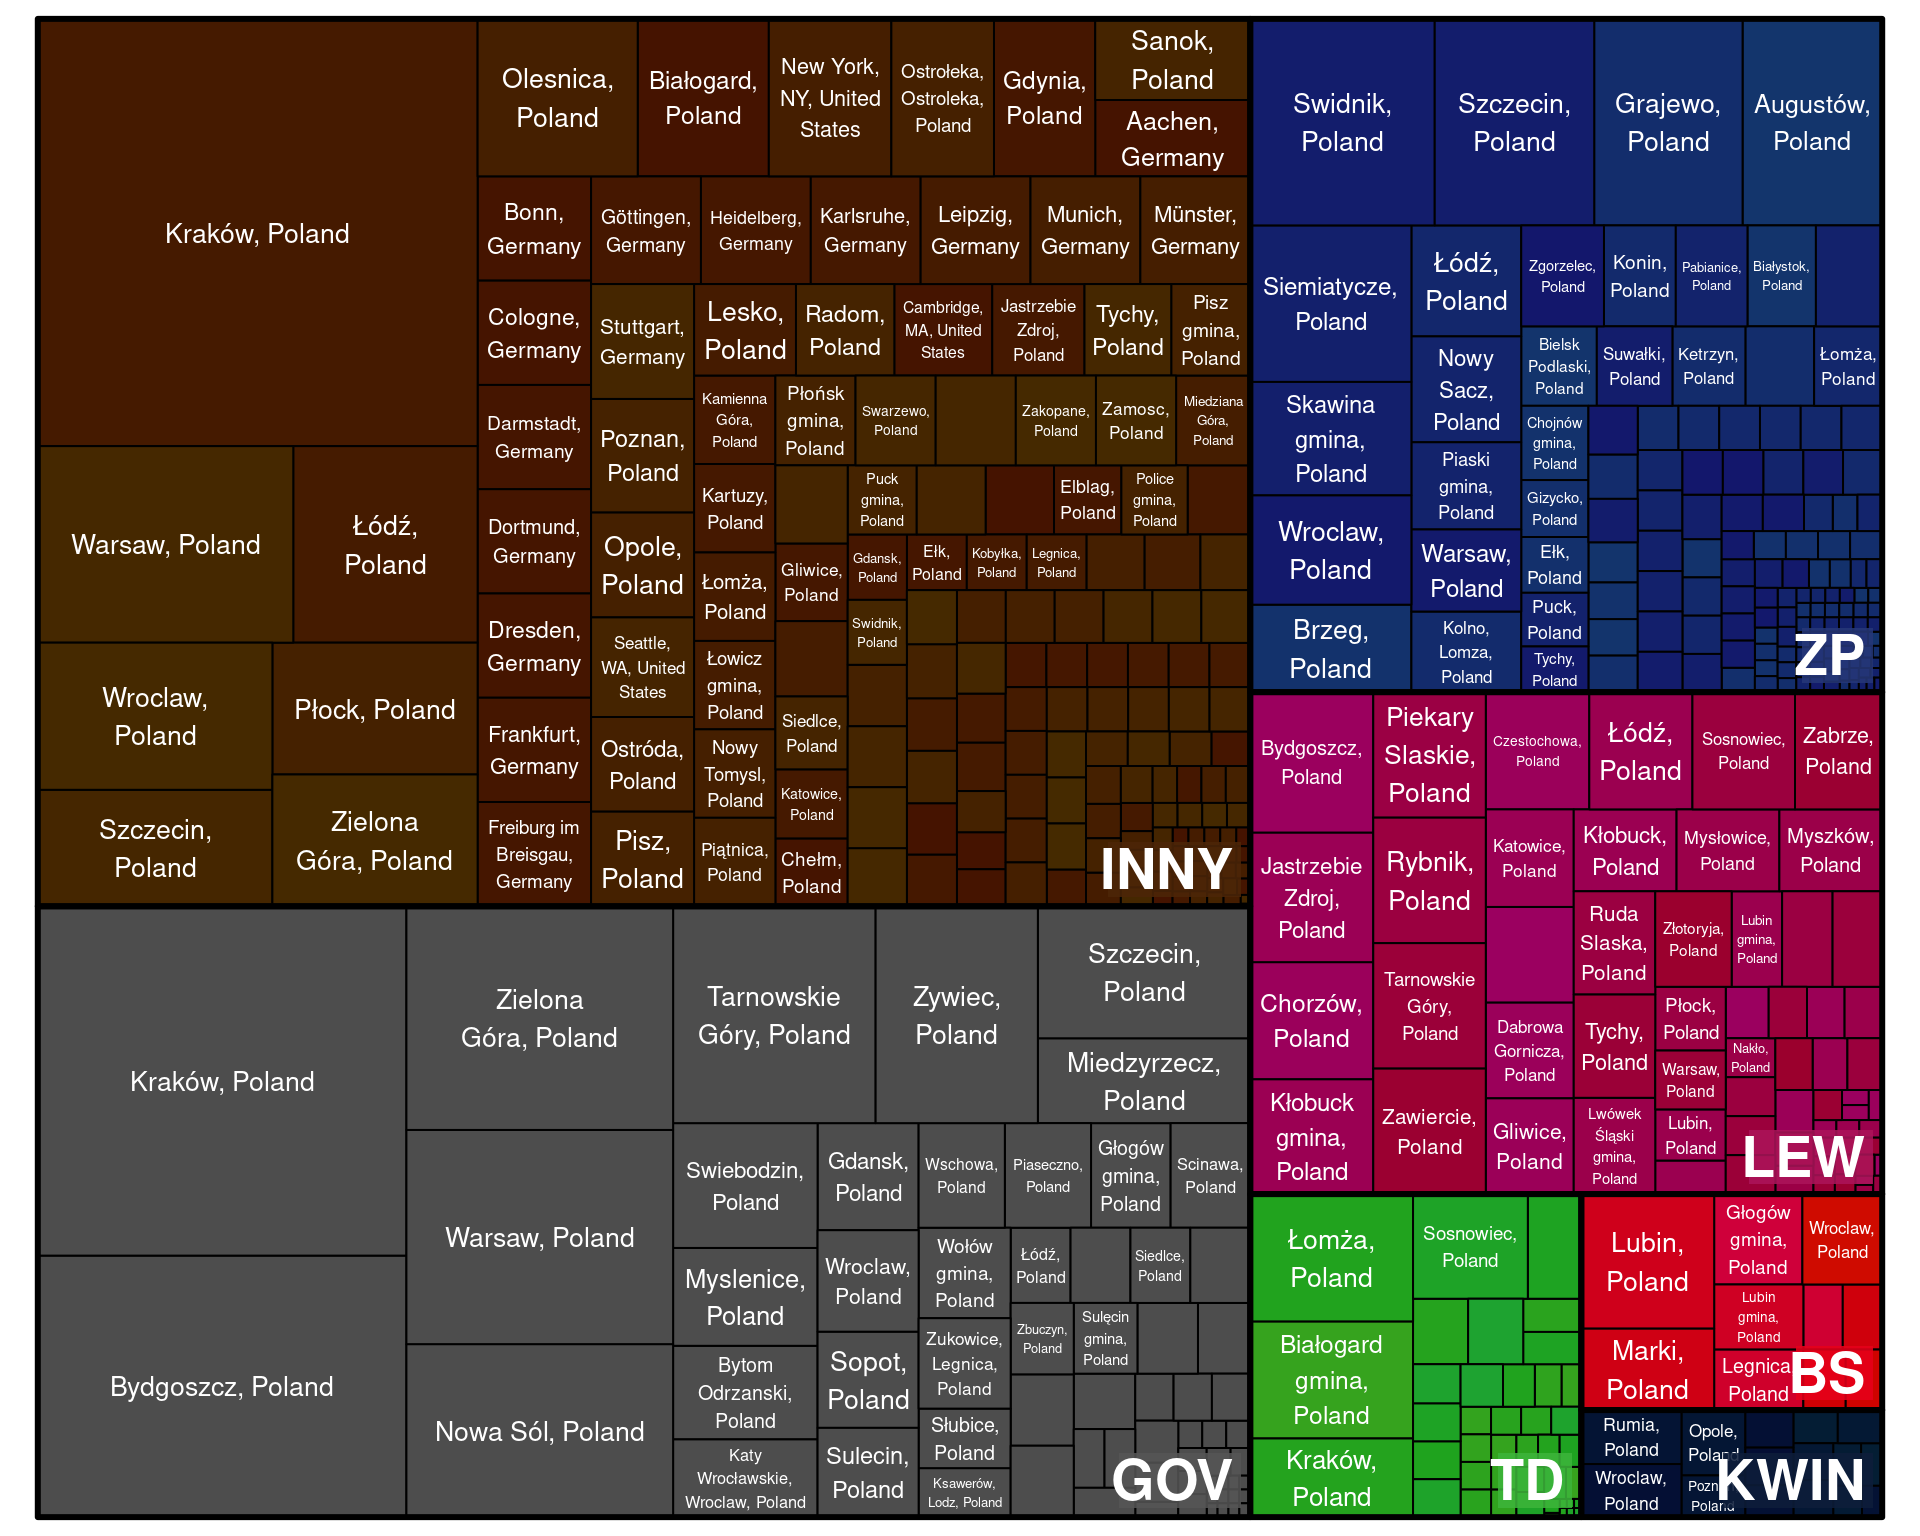 Kraków, Poland
Warsaw, Poland
Łódź,
Poland
Wroclaw,
Poland
Płock, Poland
Szczecin,
Poland
Zielona
Góra, Poland
Olesnica,
Poland
Białogard,
Poland
New York,
NY, United
States
Ostrołeka,
Ostroleka,
Poland
Gdynia,
Poland
Sanok,
Poland
Aachen,
Germany
Bonn,
Germany
Cologne,
Germany
Darmstadt,
Germany
Dortmund,
Germany
Dresden,
Germany
Frankfurt,
Germany
Freiburg im
Breisgau,
Germany
Göttingen,
Germany
Heidelberg,
Germany
Karlsruhe,
Germany
Leipzig,
Germany
Munich,
Germany
Münster,
Germany
Stuttgart,
Germany
Poznan,
Poland
Opole,
Poland
Seattle,
WA, United
States
Ostróda,
Poland
Pisz,
Poland
Lesko,
Poland
Radom,
Poland
Cambridge,
MA, United
States
Jastrzebie
Zdroj,
Poland
Tychy,
Poland
Pisz
gmina,
Poland
Kamienna
Góra,
Poland
Kartuzy,
Poland
Łomża,
Poland
Łowicz
gmina,
Poland
Nowy
Tomysl,
Poland
Piątnica,
Poland
Płońsk
gmina,
Poland
Swarzewo,
Poland
Zakopane,
Poland
Zamosc,
Poland
Miedziana
Góra,
Poland
Gliwice,
Poland
Siedlce,
Poland
Katowice,
Poland
Chełm,
Poland
Puck
gmina,
Poland
Elblag,
Poland
Police
gmina,
Poland
Gdansk,
Poland
Swidnik,
Poland
Ełk,
Poland
Kobyłka,
Poland
Legnica,
Poland
INNY
Swidnik,
Poland
Szczecin,
Poland
Grajewo,
Poland
Augustów,
Poland
Siemiatycze,
Poland
Skawina
gmina,
Poland
Wroclaw,
Poland
Brzeg,
Poland
Łódź,
Poland
Nowy
Sacz,
Poland
Piaski
gmina,
Poland
Warsaw,
Poland
Kolno,
Lomza,
Poland
Zgorzelec,
Poland
Konin,
Poland
Pabianice,
Poland
Białystok,
Poland
Bielsk
Podlaski,
Poland
Suwałki,
Poland
Ketrzyn,
Poland
Łomża,
Poland
Chojnów
gmina,
Poland
Gizycko,
Poland
Ełk,
Poland
Puck,
Poland
Tychy,
Poland
ZP
Bydgoszcz,
Poland
Jastrzebie
Zdroj,
Poland
Chorzów,
Poland
Kłobuck
gmina,
Poland
Piekary
Slaskie,
Poland
Rybnik,
Poland
Tarnowskie
Góry,
Poland
Zawiercie,
Poland
Czestochowa,
Poland
Łódź,
Poland
Sosnowiec,
Poland
Zabrze,
Poland
Katowice,
Poland
Dabrowa
Gornicza,
Poland
Gliwice,
Poland
Kłobuck,
Poland
Mysłowice,
Poland
Myszków,
Poland
Ruda
Slaska,
Poland
Tychy,
Poland
Lwówek
Śląski
gmina,
Poland
Złotoryja,
Poland
Lubin
gmina,
Poland
Płock,
Poland
Warsaw,
Poland
Lubin,
Poland
Nakło,
Poland
LEW
Kraków, Poland
Bydgoszcz, Poland
Zielona
Góra, Poland
Warsaw, Poland
Nowa Sól, Poland
Tarnowskie
Góry, Poland
Zywiec,
Poland
Szczecin,
Poland
Miedzyrzecz,
Poland
Swiebodzin,
Poland
Myslenice,
Poland
Bytom
Odrzanski,
Poland
Katy
Wrocławskie,
Wroclaw, Poland
Gdansk,
Poland
Wroclaw,
Poland
Sopot,
Poland
Sulecin,
Poland
Wschowa,
Poland
Piaseczno,
Poland
Głogów
gmina,
Poland
Scinawa,
Poland
Wołów
gmina,
Poland
Zukowice,
Legnica,
Poland
Słubice,
Poland
Ksawerów,
Lodz, Poland
Łódź,
Poland
Siedlce,
Poland
Zbuczyn,
Poland
Sulęcin
gmina,
Poland
GOV
Łomża,
Poland
Białogard
gmina,
Poland
Kraków,
Poland
Sosnowiec,
Poland
TD
Lubin,
Poland
Marki,
Poland
Głogów
gmina,
Poland
Wroclaw,
Poland
Lubin
gmina,
Poland
Legnica
Poland
BS
Rumia,
Poland
Wroclaw,
Poland
Opole,
Poland
Poland
KWIN